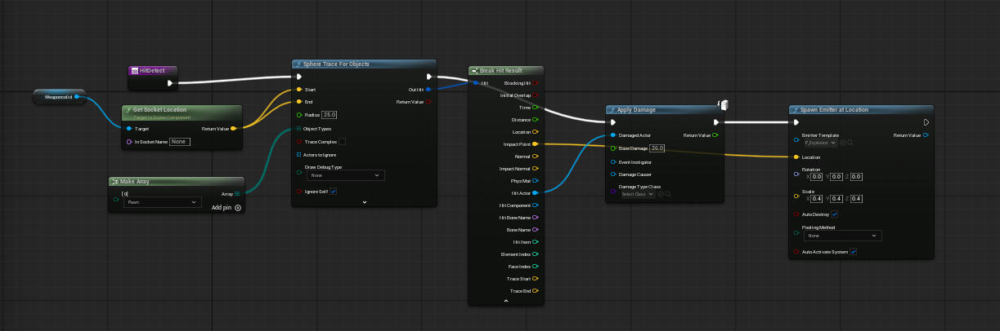 HitDetect
Weaponcolid
Get Socket Location
Target is Scene Component
Target
Return Value
In Socket Name
None
Make Array
[0]
Array
Pawn
Add pin
Sphere Trace For Objects
Start
Out Hit
End
Return Value
Radius
25.0
Object Types
Trace Complex
Actors to Ignore
Draw Debug Type
None
Ignore Self
Break Hit Result
Hit
Blocking Hit
Initial Overlap
Time
Distance
Location
Impact Point
Normal
Impact Normal
Phys Mat
Hit Actor
Hit Component
Hit Bone Name
Bone Name
Hit Item
Element Index
Face Index
Trace Start
Trace End
Apply Damage
Damaged Actor
Return Value
Base Damage
26.0
Event Instigator
Damage Causer
Damage Type Class
Select Class
Spawn Emitter at Location
Emitter Template
Return Value
P_Explosion
Location
Rotation
X 0.0 Y 0.0 Z 0.0
Scale
X 0.4 Y 0.4 Z 0.4
Auto Destroy
Pooling Method
None
Auto Activate System